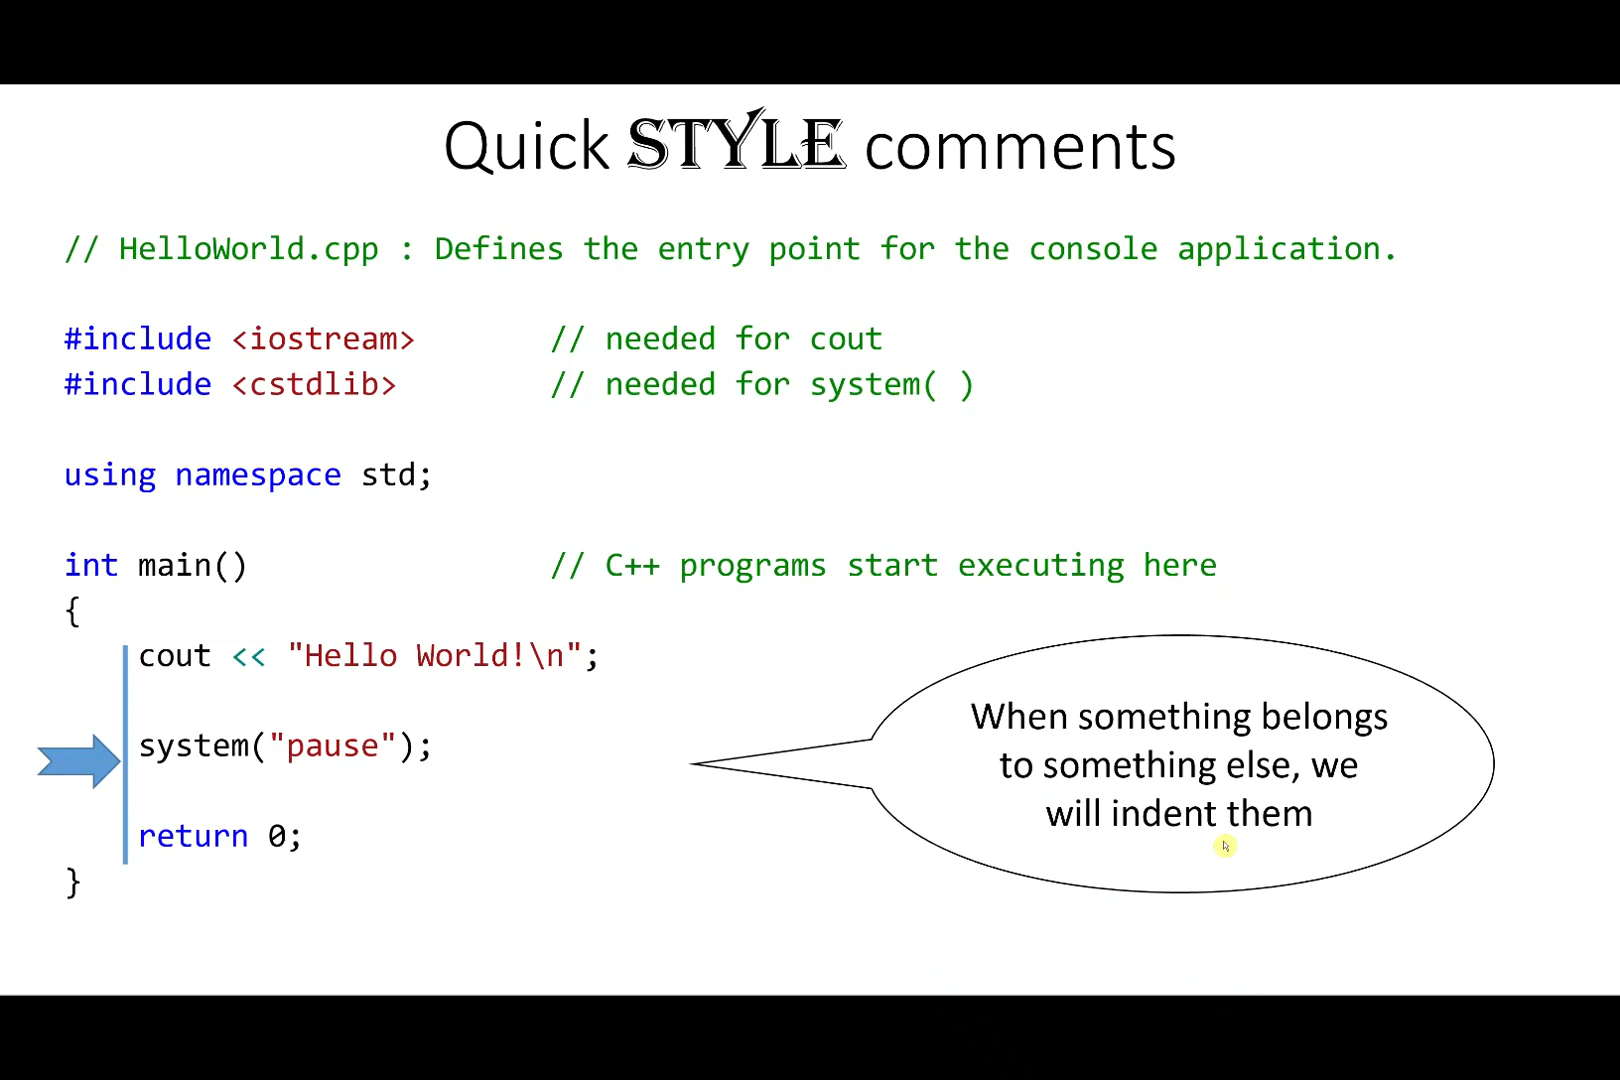 Quick STYLE comments
// HelloWorld.cpp : Defines the entry point for the console application.
#include <iostream> // needed for cout
#include <cstdlib> // needed for system( )
using namespace std;
int main() // C++ programs start executing here
{
cout << "Hello World!\n";
system("pause");
return 0;
}
When something belongs
to something else, we
will indent them